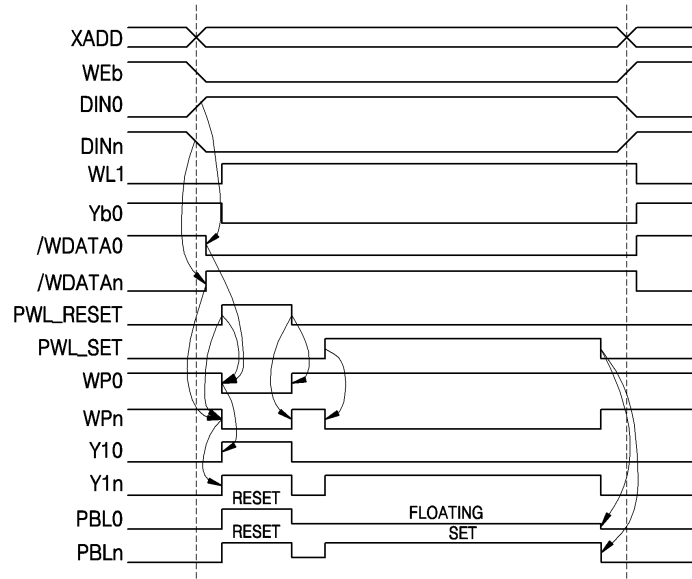 XADD
WEb
DIN0
DINn
WL1
Yb0
/WDATA0
/WDATAn
PWL_RESET
PWL_SET
WP0
WPn
Y10
Y1n
RESET
PBL0
FLOATING
RESET
SET
PBLn